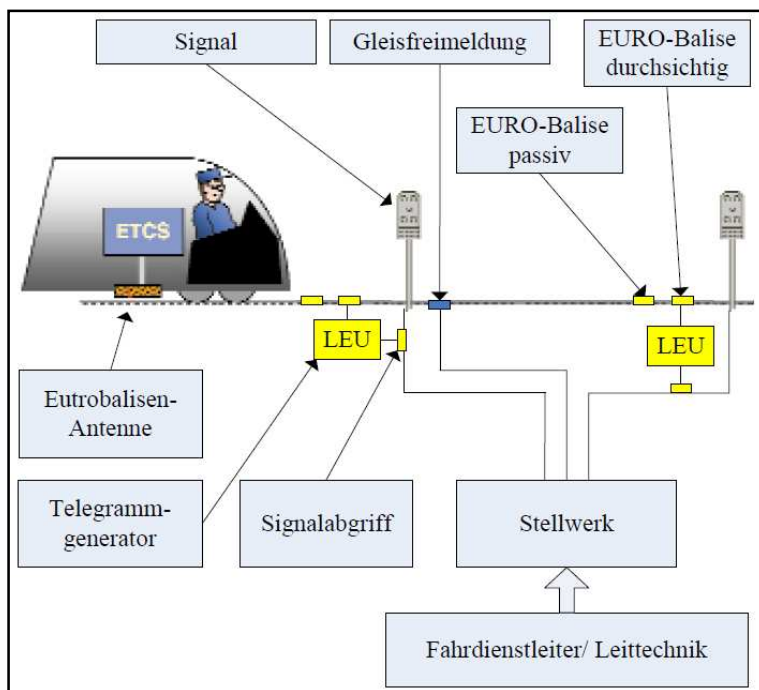 Signal
Gleisfreimeldung
EURO-Balise
durchsichtig
EURO-Balise
passiv
ETCS
LEU
LEU
Eutrobalisen-
Antenne
Telegramm-
generator
Signalabgriff
Stellwerk
Fahrdienstleiter/ Leittechnik